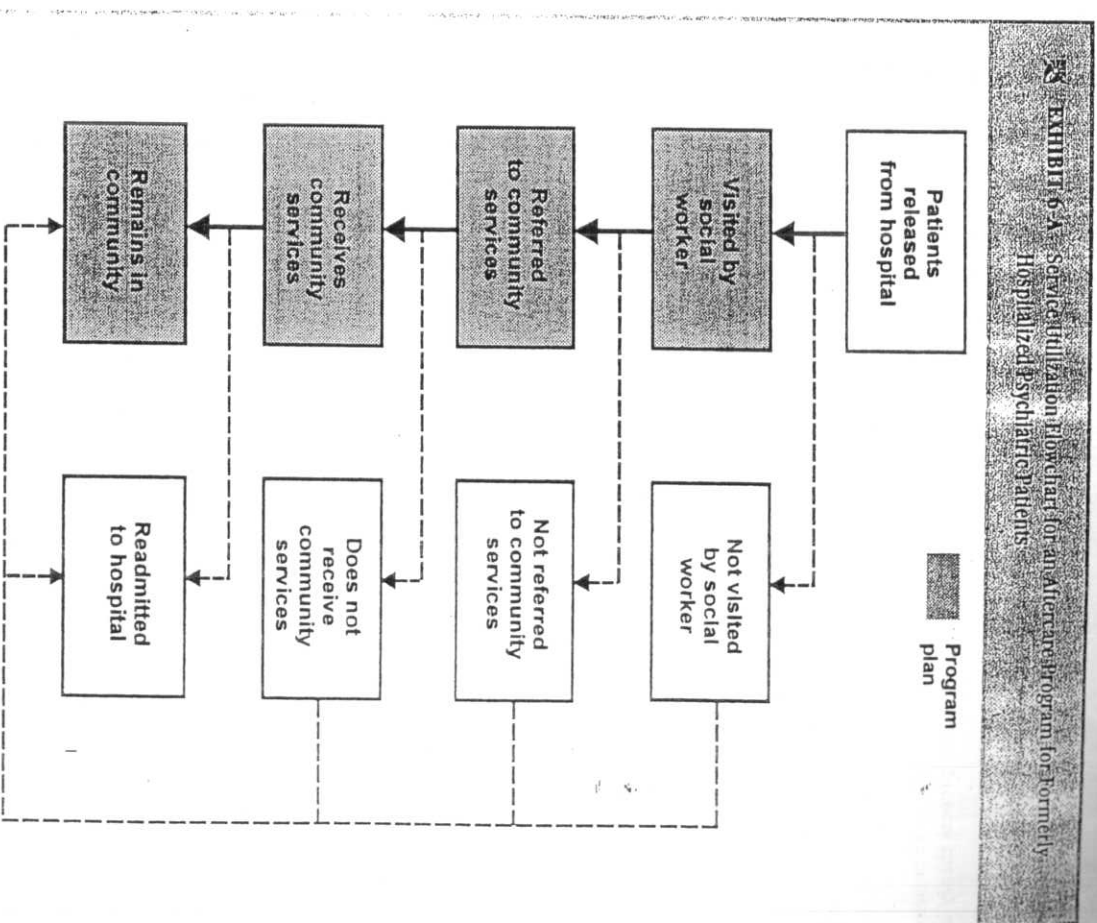 EXHIBIT 6-A Service Utilization Flowchart for an Aftercare Program for Formerly
Hospitalized Psychiatric Patients
Program
plan
Patients
released
from hospital
Visited by
social
worker
Not visited
by social
worker
Referred
to community
services
Not referred
to community
services
Receives
community
services
Does not
receive
community
services
Remains in
community
Readmitted
to hospital